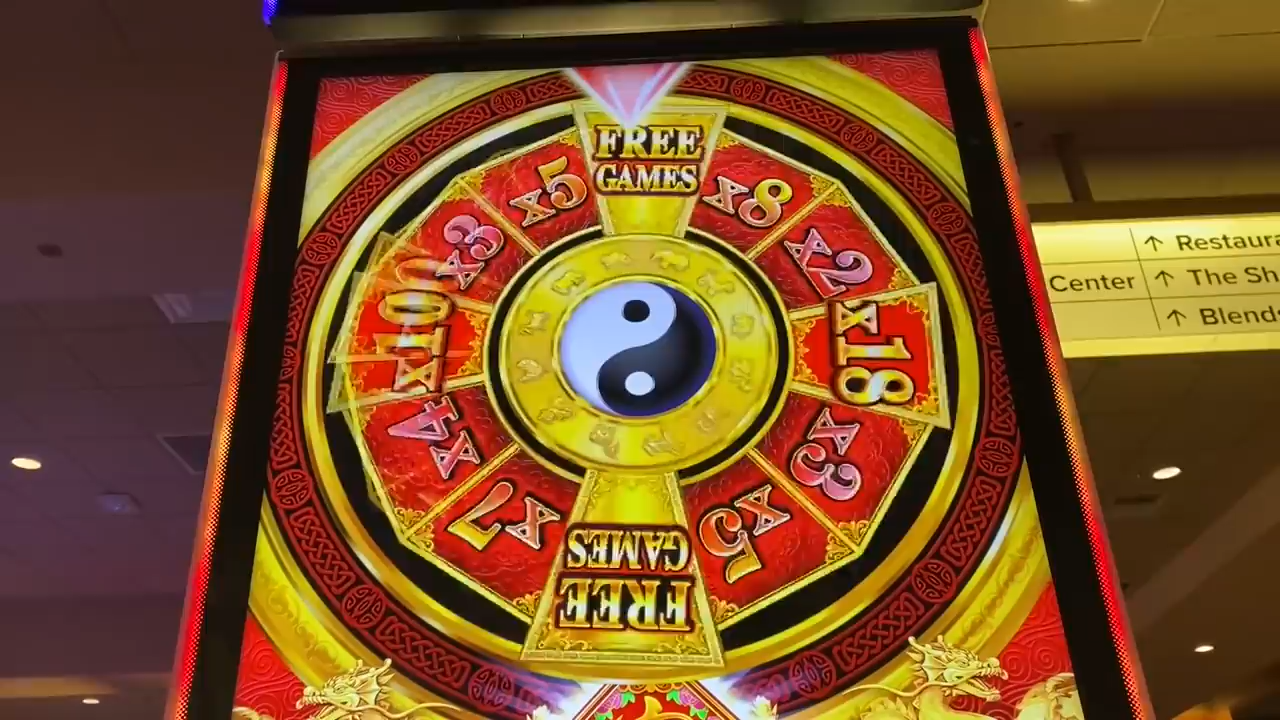 FREE
GAMES
x8
x2
x18
x3
x5
FREE
GAMES
x7
x4
x10
x3
x5
Center
↑ Restaura
↑ The Sh
↑ Blend